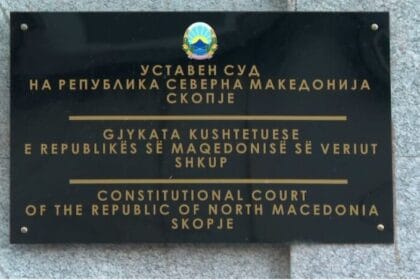 УСТАВЕН СУД
НА РЕПУБЛИКА СЕВЕРНА МАКЕДОНИЈА
СКОПЈЕ
GJYKATA KUSHTETUESE
E REPUBLIKËS SË MAQEDONISË SË VERIUT
SHKUP
CONSTITUTIONAL COURT
OF THE REPUBLIC OF NORTH MACEDONIA
SKOPJE